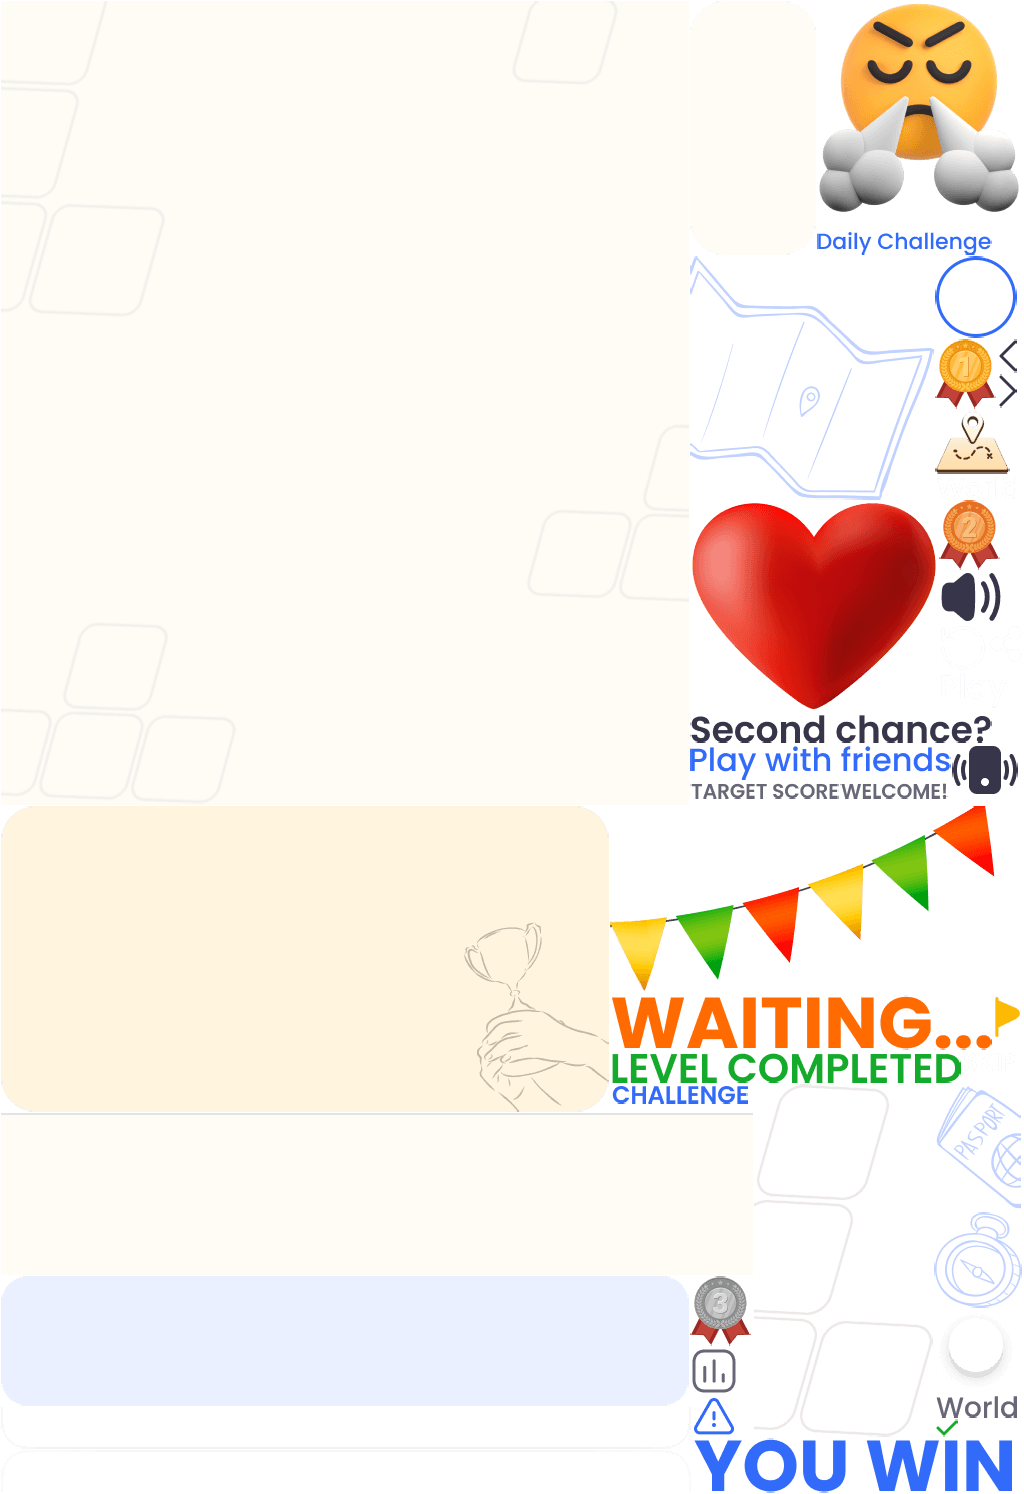 Daily Challenge
1
2
Second chance?
Play with friends
TARGET SCORE
WELCOME!
WAITING...
LEVEL COMPLETED
CHALLENGE
PASPORT
3
World
YOU WIN